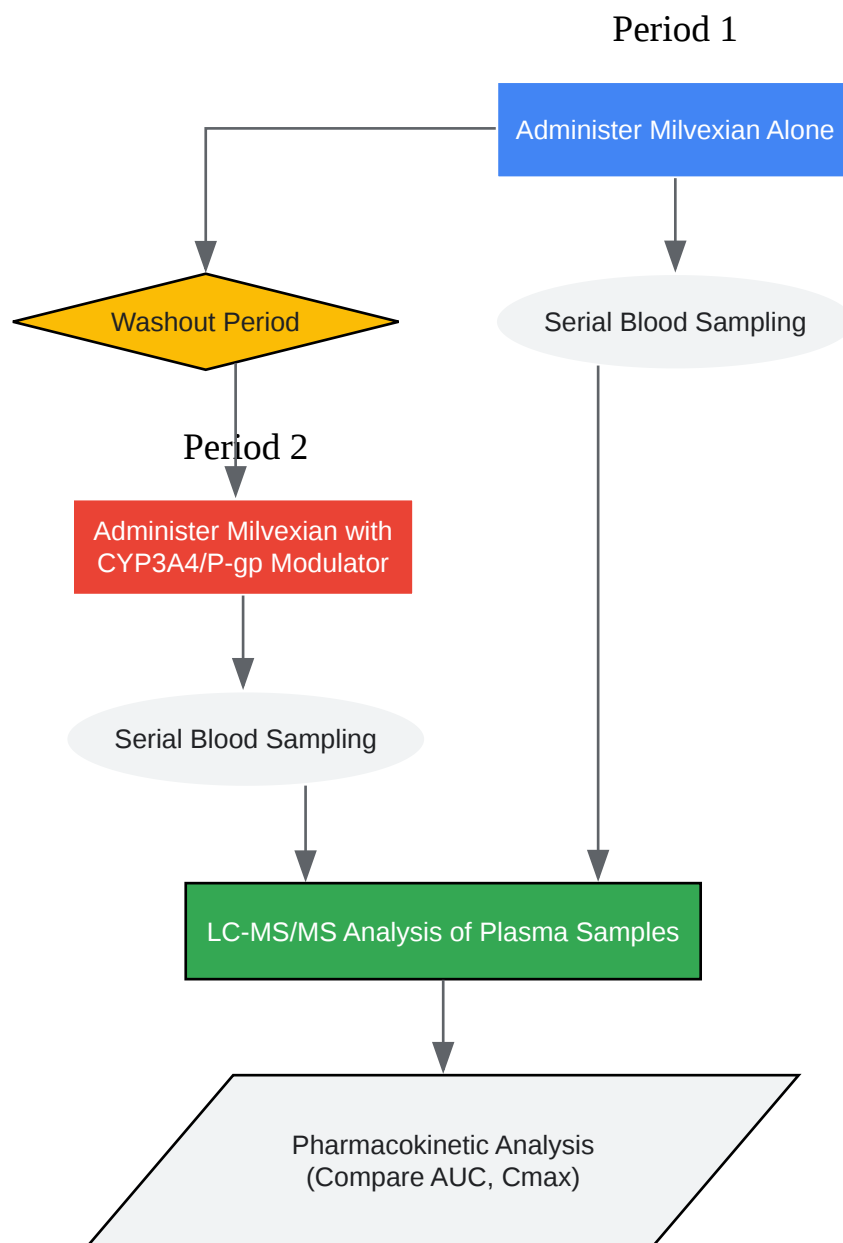 Period 1
Administer Milvexian Alone
Washout Period
Serial Blood Sampling
Period 2
Administer Milvexian with
CYP3A4/P-gp Modulator
Serial Blood Sampling
LC-MS/MS Analysis of Plasma Samples
Pharmacokinetic Analysis
(Compare AUC, Cmax)